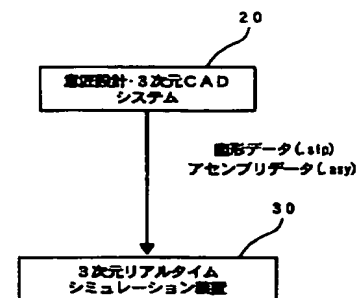 20
意匠設計・3次元CAD
システム
図形データ(.stp)
アセンブリデータ(.asy)
30
3次元リアルタイム
シミュレーション装置